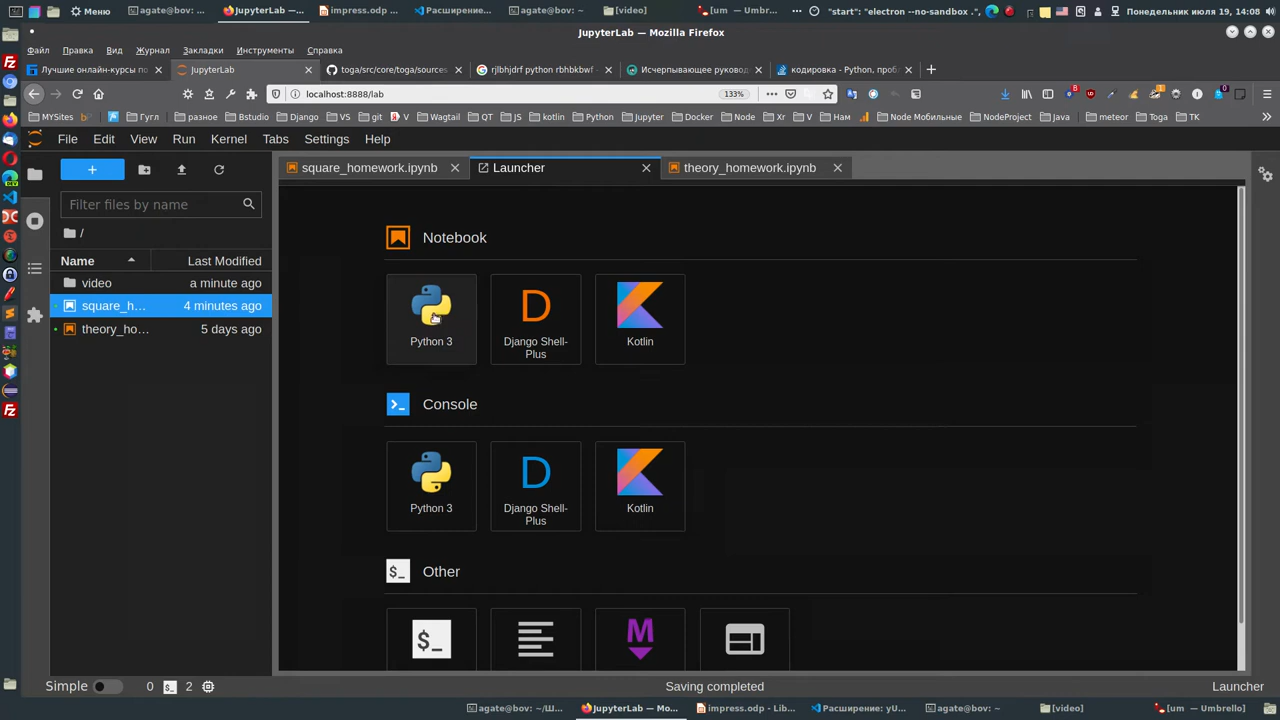 Меню
agate@bov: ...
JupyterLab — ...
impress.odp ...
Расширение...
agate@bov: ~
[video]
[um — Umbr...
"start": "electron --no-sandbox ."
Понедельник июля 19, 14:08
JupyterLab — Mozilla Firefox
Файл Правка Вид Журнал Закладки Инструменты Справка
Лучшие онлайн-курсы по
JupyterLab
toga/src/core/toga/sources
rjlbhjdrf python rbhbkbwf -
Исчерпывающее руковод
кодировка - Python, проб
localhost:8888/lab
133%
MYSites
Гугл
разное
Bstudio
Django
VS
git
V
Wagtail
QT
JS
kotlin
Python
Jupyter
Docker
Node
Xr
V
Нам
Node Мобильные
NodeProject
Java
meteor
Toga
TK
File Edit View Run Kernel Tabs Settings Help
square_homework.ipynb
Launcher
theory_homework.ipynb
Filter files by name
/
Name Last Modified
video a minute ago
square_h... 4 minutes ago
theory_ho... 5 days ago
Notebook
Python 3
Django Shell-
Plus
Kotlin
Console
Python 3
Django Shell-
Plus
Kotlin
$_ Other
$_
M
Simple 0 $_ 2
Saving completed
Launcher
agate@bov: ~/Ш...
JupyterLab — Mo...
impress.odp - Lib...
Расширение: yU...
agate@bov: ~
[video]
[um — Umbrello]